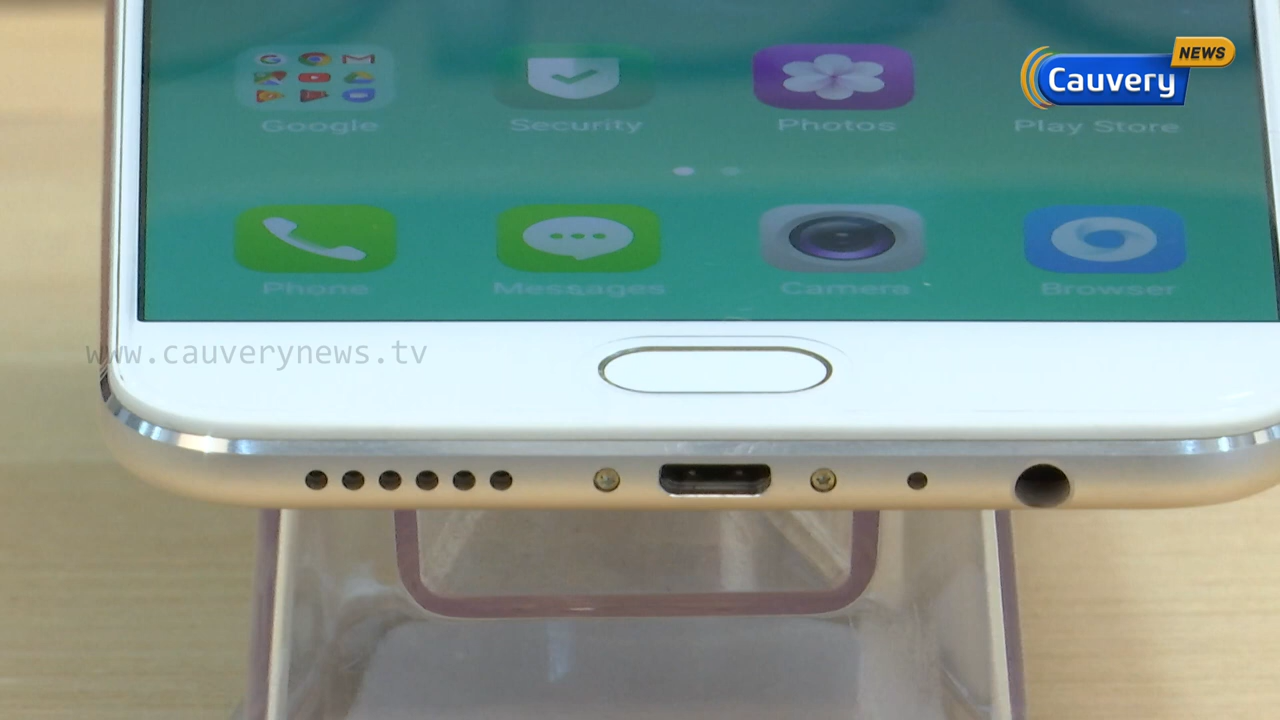 NEWS
Cauvery
Google
Security
Photos
Play Store
Phone
Messages
Camera
Browser
www.cauverynews.tv